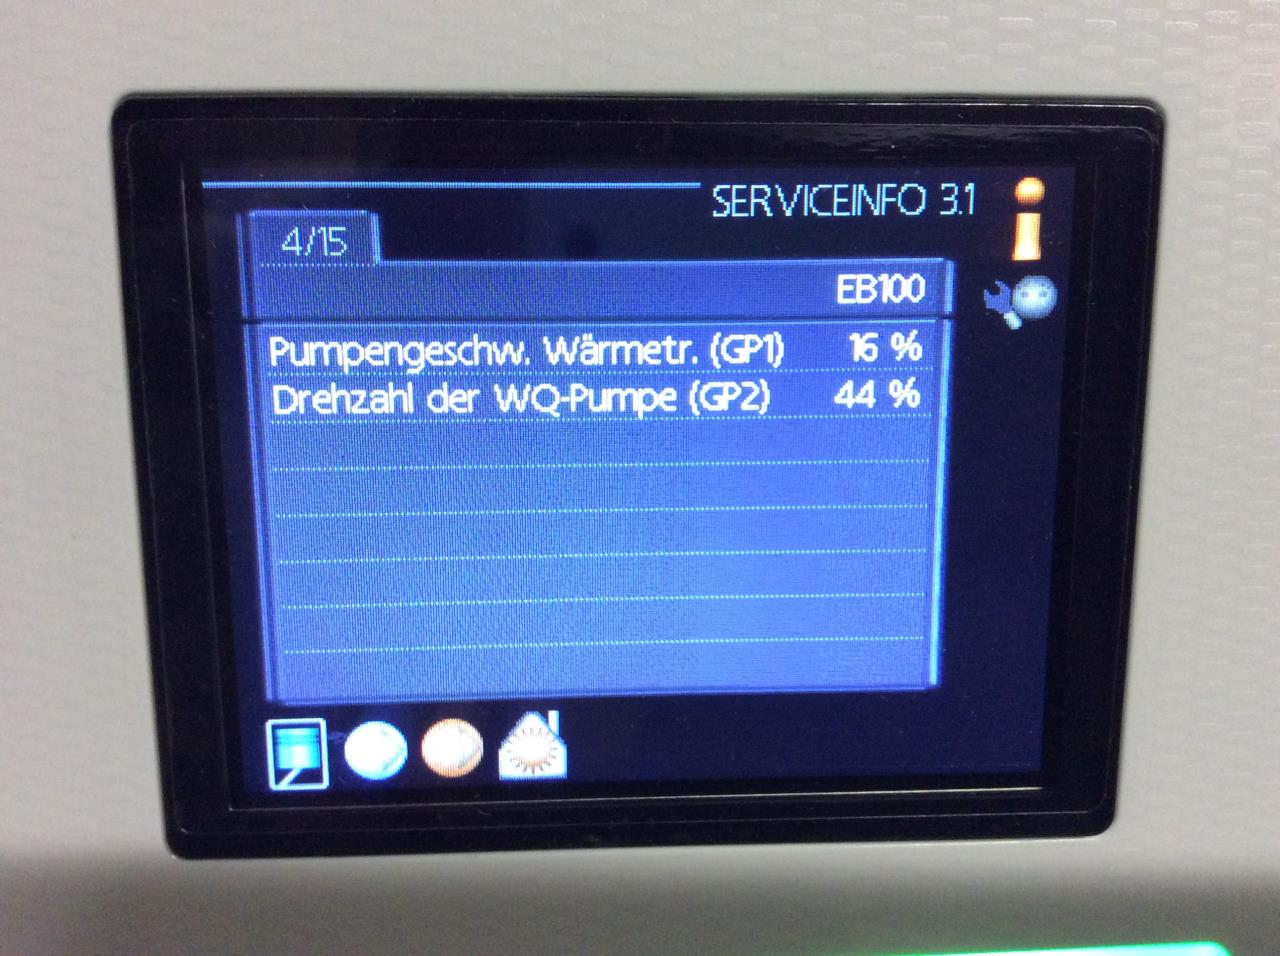 SERVICEINFO 3.1
4/15
EB100
Pumpengeschw. Wärmetr. (GP1) 16 %
Drehzahl der WQ-Pumpe (GP2) 44 %